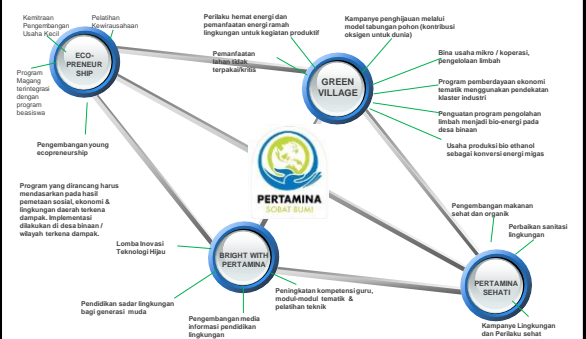 Kemitraan
Pengembangan
Usaha Kecil
Pelatihan
Kewirausahaan
ECO-
PRENEUR
SHIP
Program
Magang
terintegrasi
dengan
program
beasiswa
Pengembangan young
ecopreneurship
Perilaku hemat energi dan
pemanfaatan energi ramah
lingkungan untuk kegiatan produktif
Pemanfaatan
lahan tidak
terpakai/kritis
Kampanye penghijauan melalui
model tabungan pohon (kontribusi
oksigen untuk dunia)
GREEN
VILLAGE
Bina usaha mikro / koperasi,
pengelolaan limbah
Program pemberdayaan ekonomi
tematik menggunakan pendekatan
klaster industri
Penguatan program pengolahan
limbah menjadi bio-energi pada
desa binaan
Usaha produksi bio ethanol
sebagai konversi energi migas
PERTAMINA
SOBAT BUMI
Program yang dirancang harus
mendasarkan pada hasil
pemetaan sosial, ekonomi &
lingkungan daerah terkena
dampak. Implementasi
dilakukan di desa binaan /
wilayah terkena dampak.
Lomba Inovasi
Teknologi Hijau
BRIGHT WITH
PERTAMINA
Pendidikan sadar lingkungan
bagi generasi muda
Pengembangan media
informasi pendidikan
lingkungan
Peningkatan kompetensi guru,
modul-modul tematik &
pelatihan teknik
Pengembangan makanan
sehat dan organik
Perbaikan sanitasi
lingkungan
PERTAMINA
SEHATI
Kampanye Lingkungan
dan Perilaku sehat